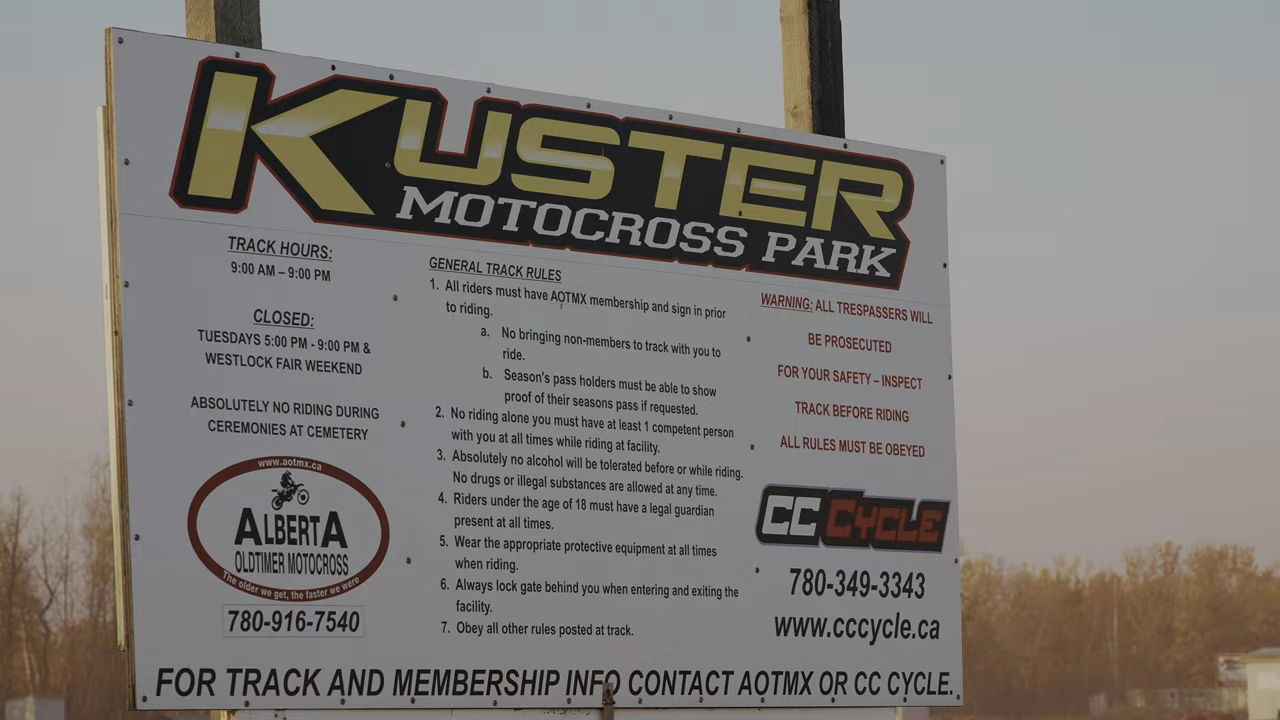 KUSTER
MOTOCROSS PARK
TRACK HOURS:
9:00 AM – 9:00 PM
CLOSED:
TUESDAYS 5:00 PM - 9:00 PM &
WESTLOCK FAIR WEEKEND
ABSOLUTELY NO RIDING DURING
CEREMONIES AT CEMETERY
www.aotmx.ca
ALBERTA
OLDTIMER MOTOCROSS
The older we get, the faster we were
780-916-7540
GENERAL TRACK RULES
1. All riders must have AOTMX membership and sign in prior
to riding.
a. No bringing non-members to track with you to
ride.
b. Season's pass holders must be able to show
proof of their seasons pass if requested.
2. No riding alone you must have at least 1 competent person
with you at all times while riding at facility.
3. Absolutely no alcohol will be tolerated before or while riding.
No drugs or illegal substances are allowed at any time.
4. Riders under the age of 18 must have a legal guardian
present at all times.
5. Wear the appropriate protective equipment at all times
when riding.
6. Always lock gate behind you when entering and exiting the
facility.
7. Obey all other rules posted at track.
WARNING: ALL TRESPASSERS WILL
BE PROSECUTED
FOR YOUR SAFETY – INSPECT
TRACK BEFORE RIDING
ALL RULES MUST BE OBEYED
CC CYCLE
780-349-3343
www.cccycle.ca
FOR TRACK AND MEMBERSHIP INFO CONTACT AOTMX OR CC CYCLE.